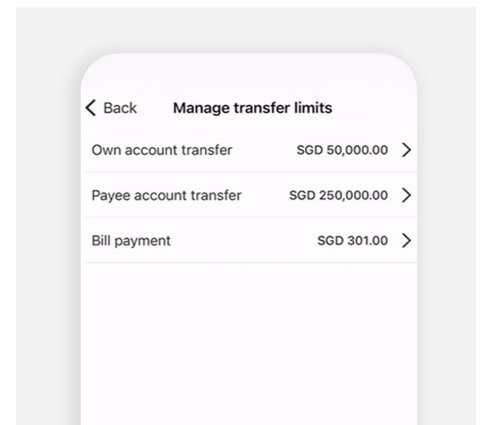 Back Manage transfer limits
Own account transfer SGD 50,000.00
Payee account transfer SGD 250,000.00
Bill payment SGD 301.00